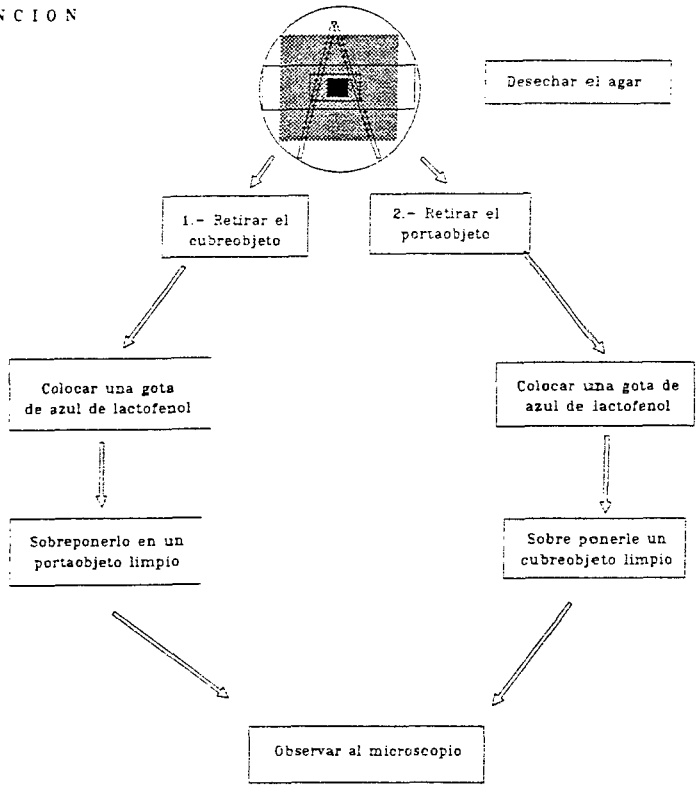 NCION
Desechar el agar
1.- Retirar el
cubreobjeto
2.- Retirar el
portaobjeto
Colocar una gota
de azul de lactofenol
Colocar una gota de
azul de lactofenol
Sobreponerlo en un
portaobjeto limpio
Sobre ponerle un
cubreobjeto limpio
Observar al microscopio